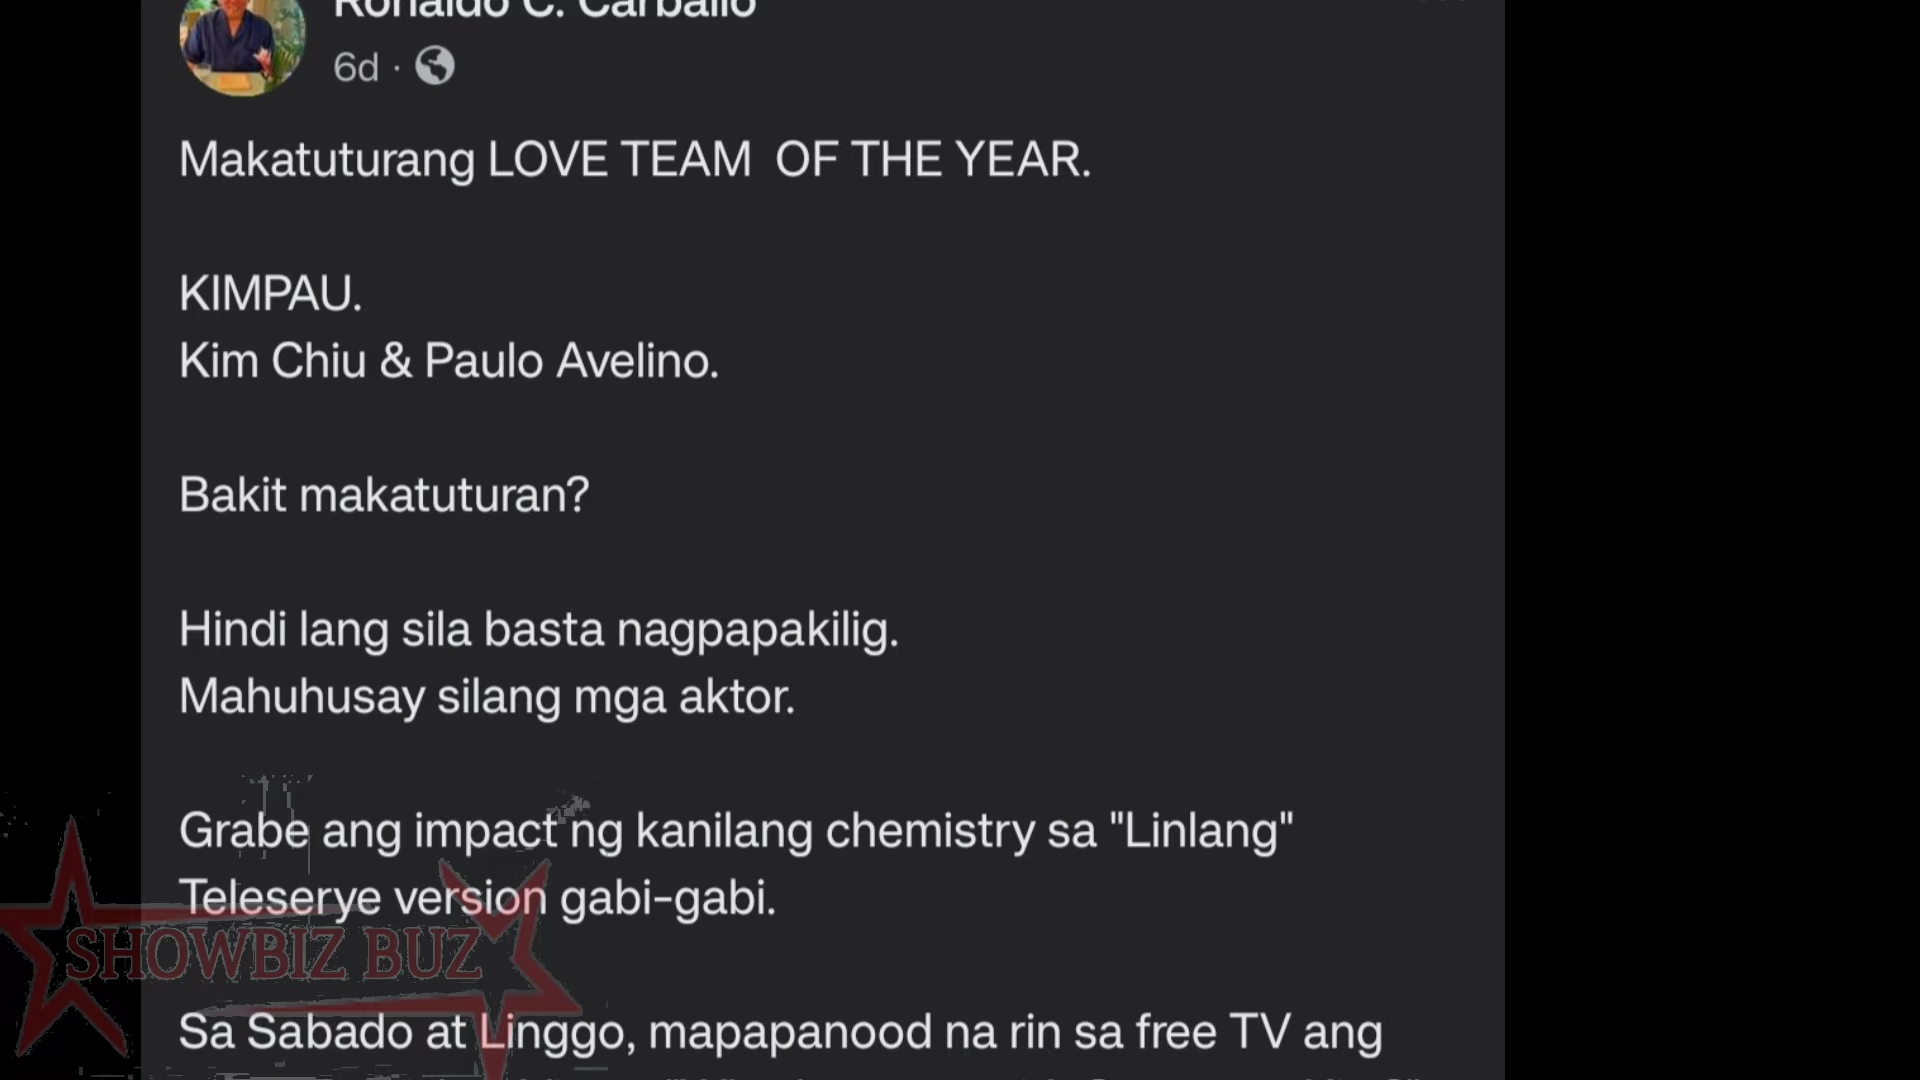 Ronaldo C. Carballo
6d ·
Makatuturang LOVE TEAM OF THE YEAR.
KIMPAU.
Kim Chiu & Paulo Avelino.
Bakit makatuturan?
Hindi lang sila basta nagpapakilig.
Mahuhusay silang mga aktor.
Grabe ang impact ng kanilang chemistry sa "Linlang"
Teleserye version gabi-gabi.
SHOWBIZ BUZ
Sa Sabado at Linggo, mapapanood na rin sa free TV ang